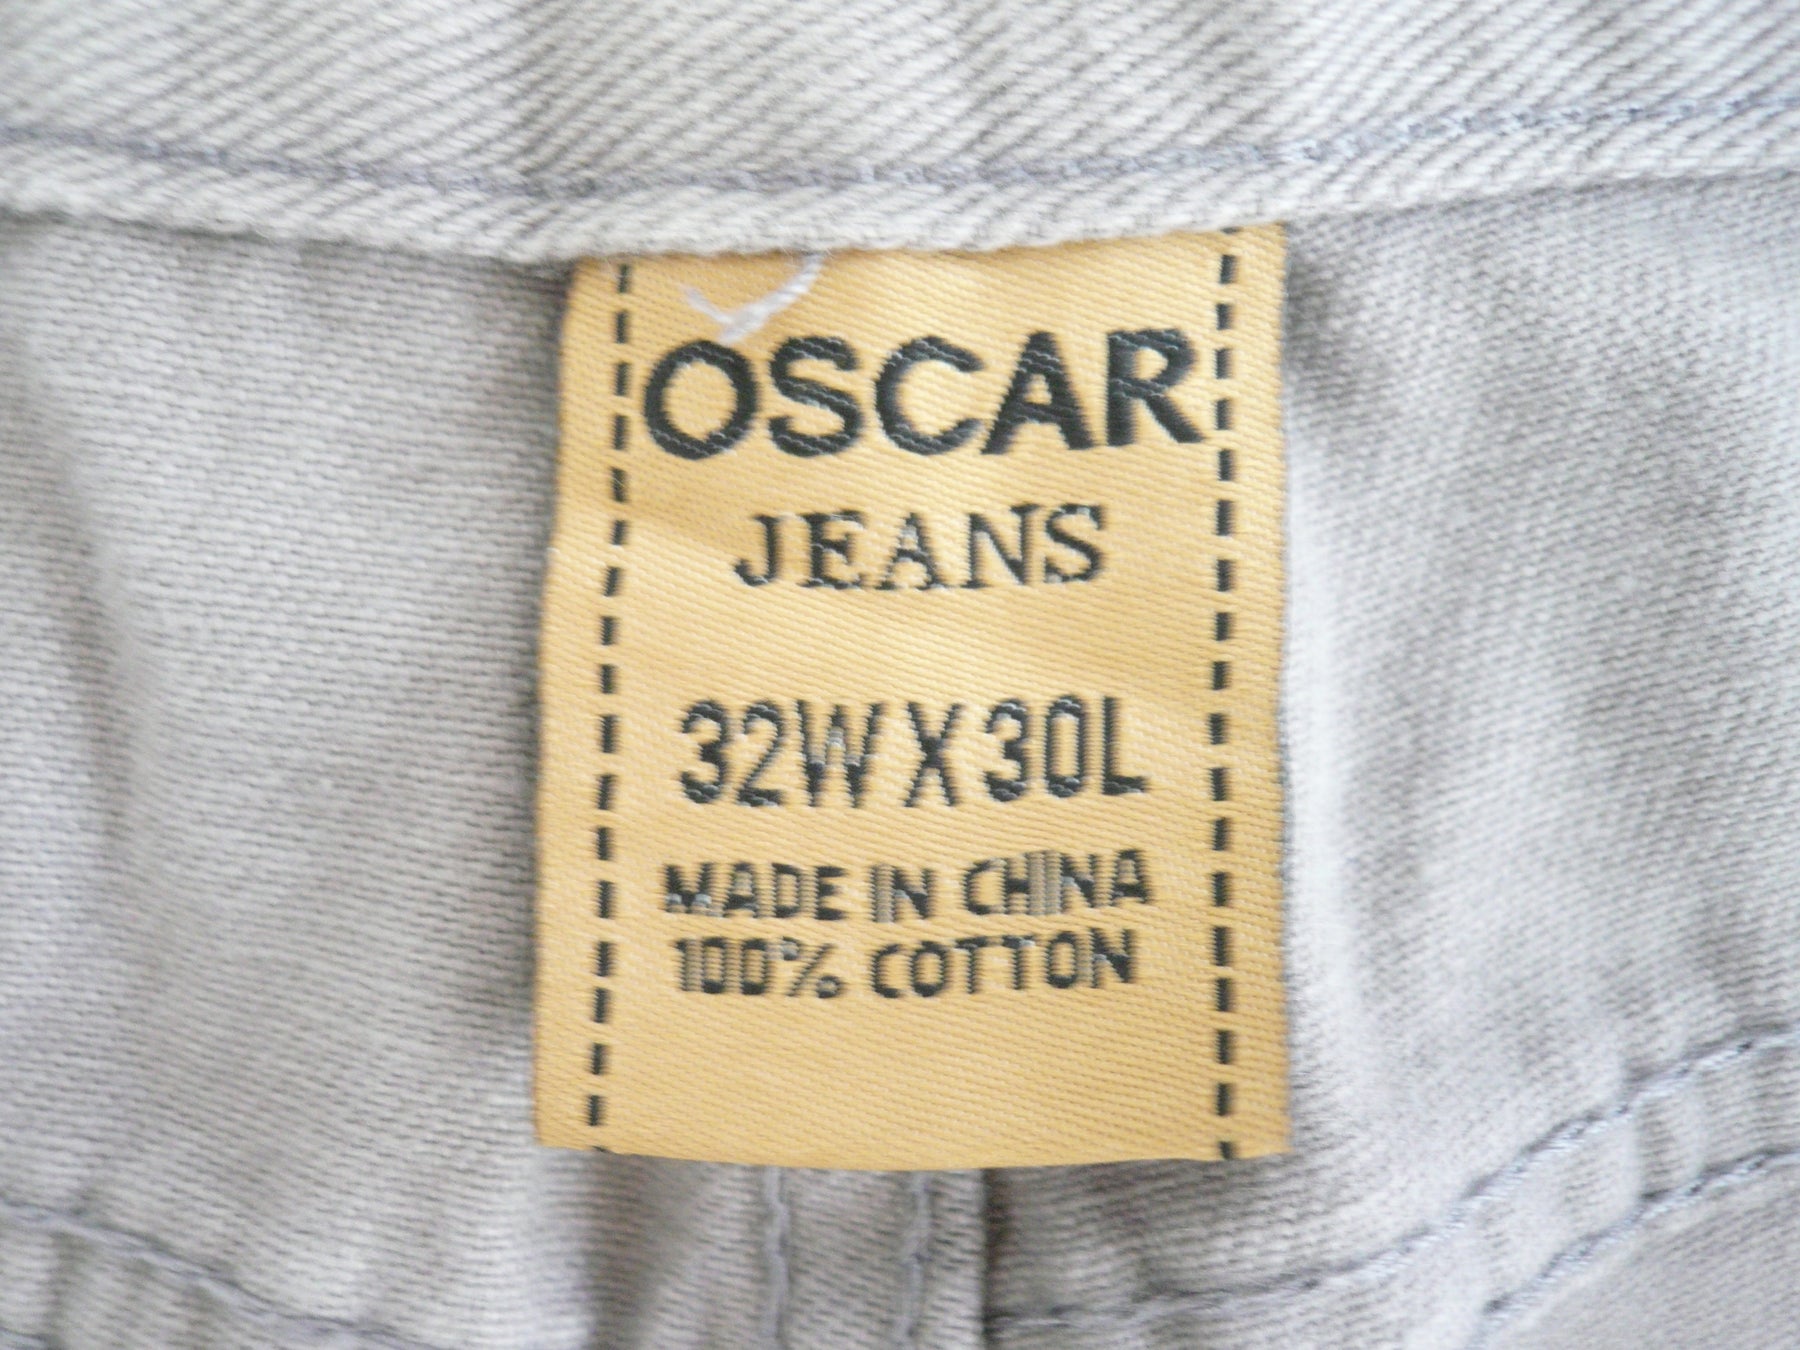 OSCAR
JEANS
32W X 30L
MADE IN CHINA
100% COTTON